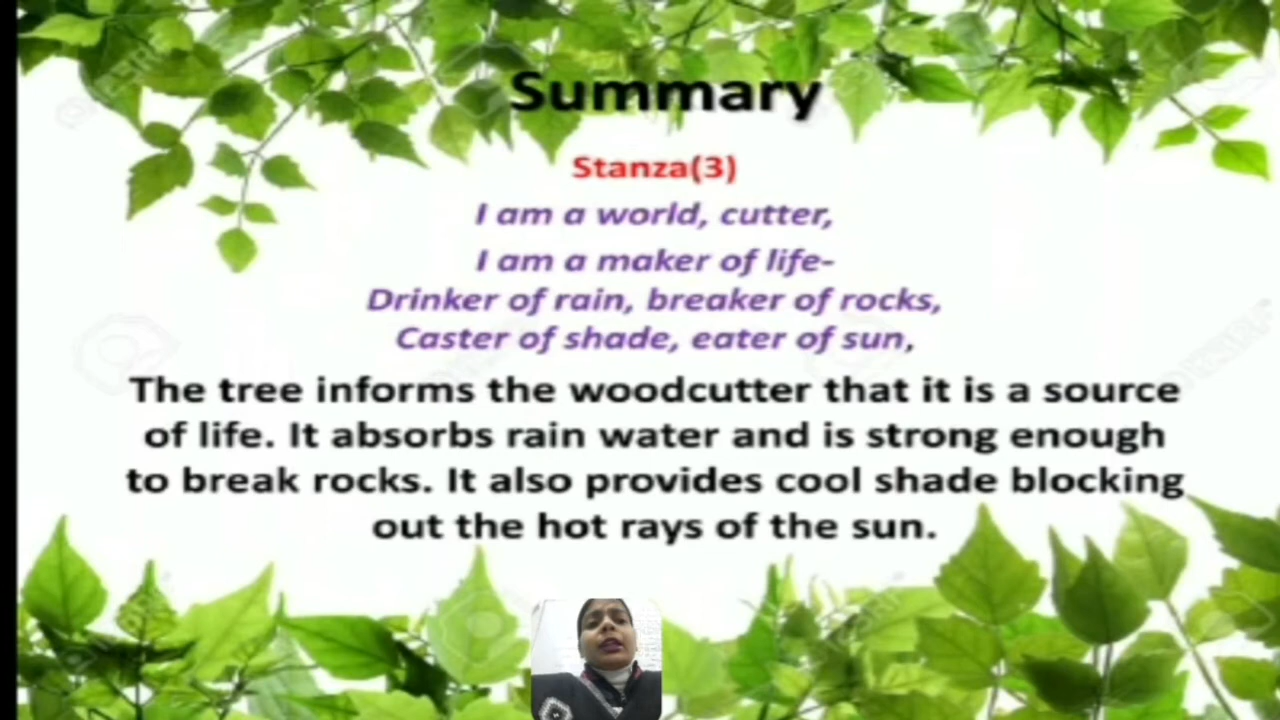 Summary
Stanza(3)
I am a world, cutter,
I am a maker of life-
Drinker of rain, breaker of rocks,
Caster of shade, eater of sun,
The tree informs the woodcutter that it is a source
of life. It absorbs rain water and is strong enough
to break rocks. It also provides cool shade blocking
out the hot rays of the sun.